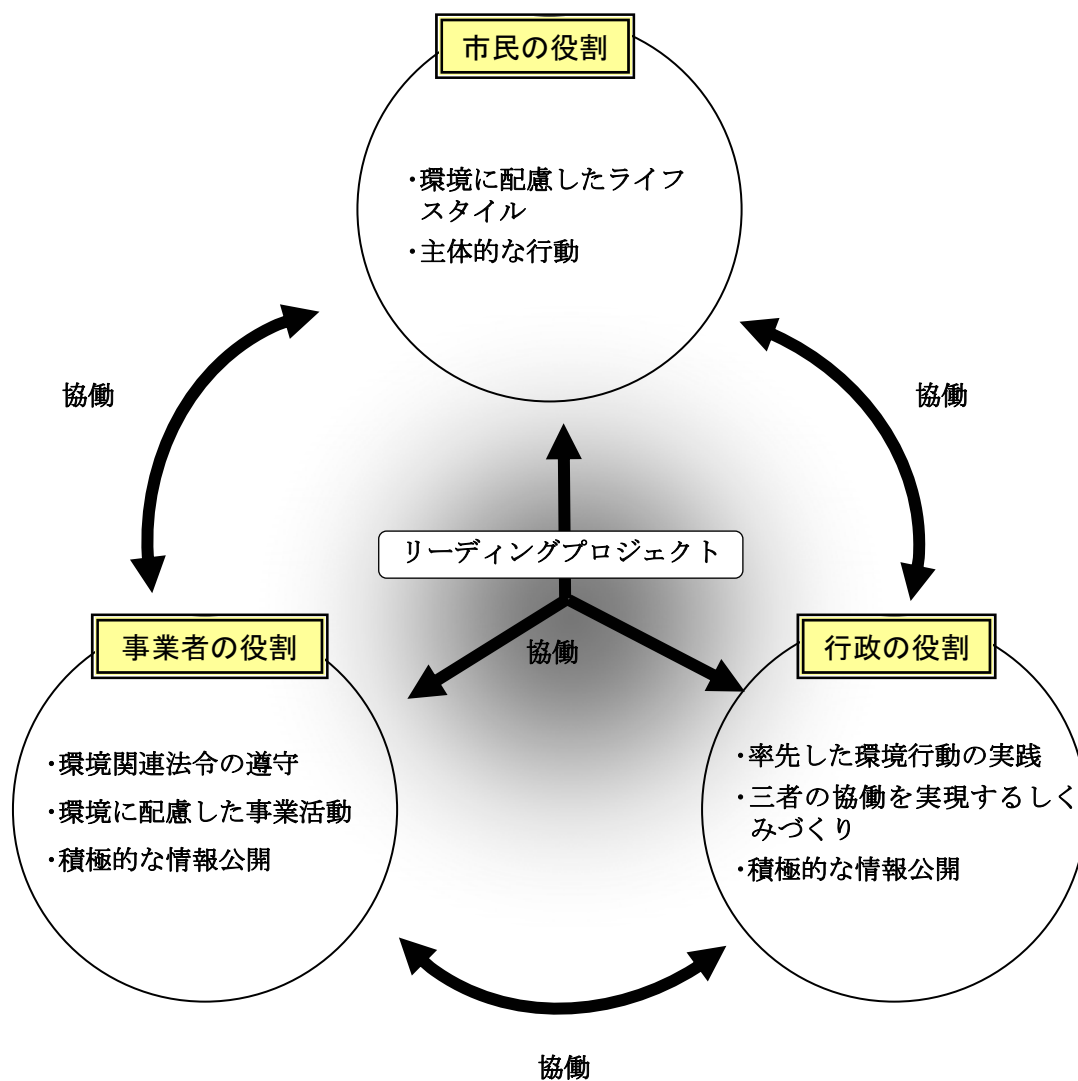 市民の役割
・環境に配慮したライフ
スタイル
・主体的な行動
協働
協働
リーディングプロジェクト
協働
事業者の役割
・環境関連法令の遵守
・環境に配慮した事業活動
・積極的な情報公開
行政の役割
・率先した環境行動の実践
・三者の協働を実現するしく
みづくり
・積極的な情報公開
協働